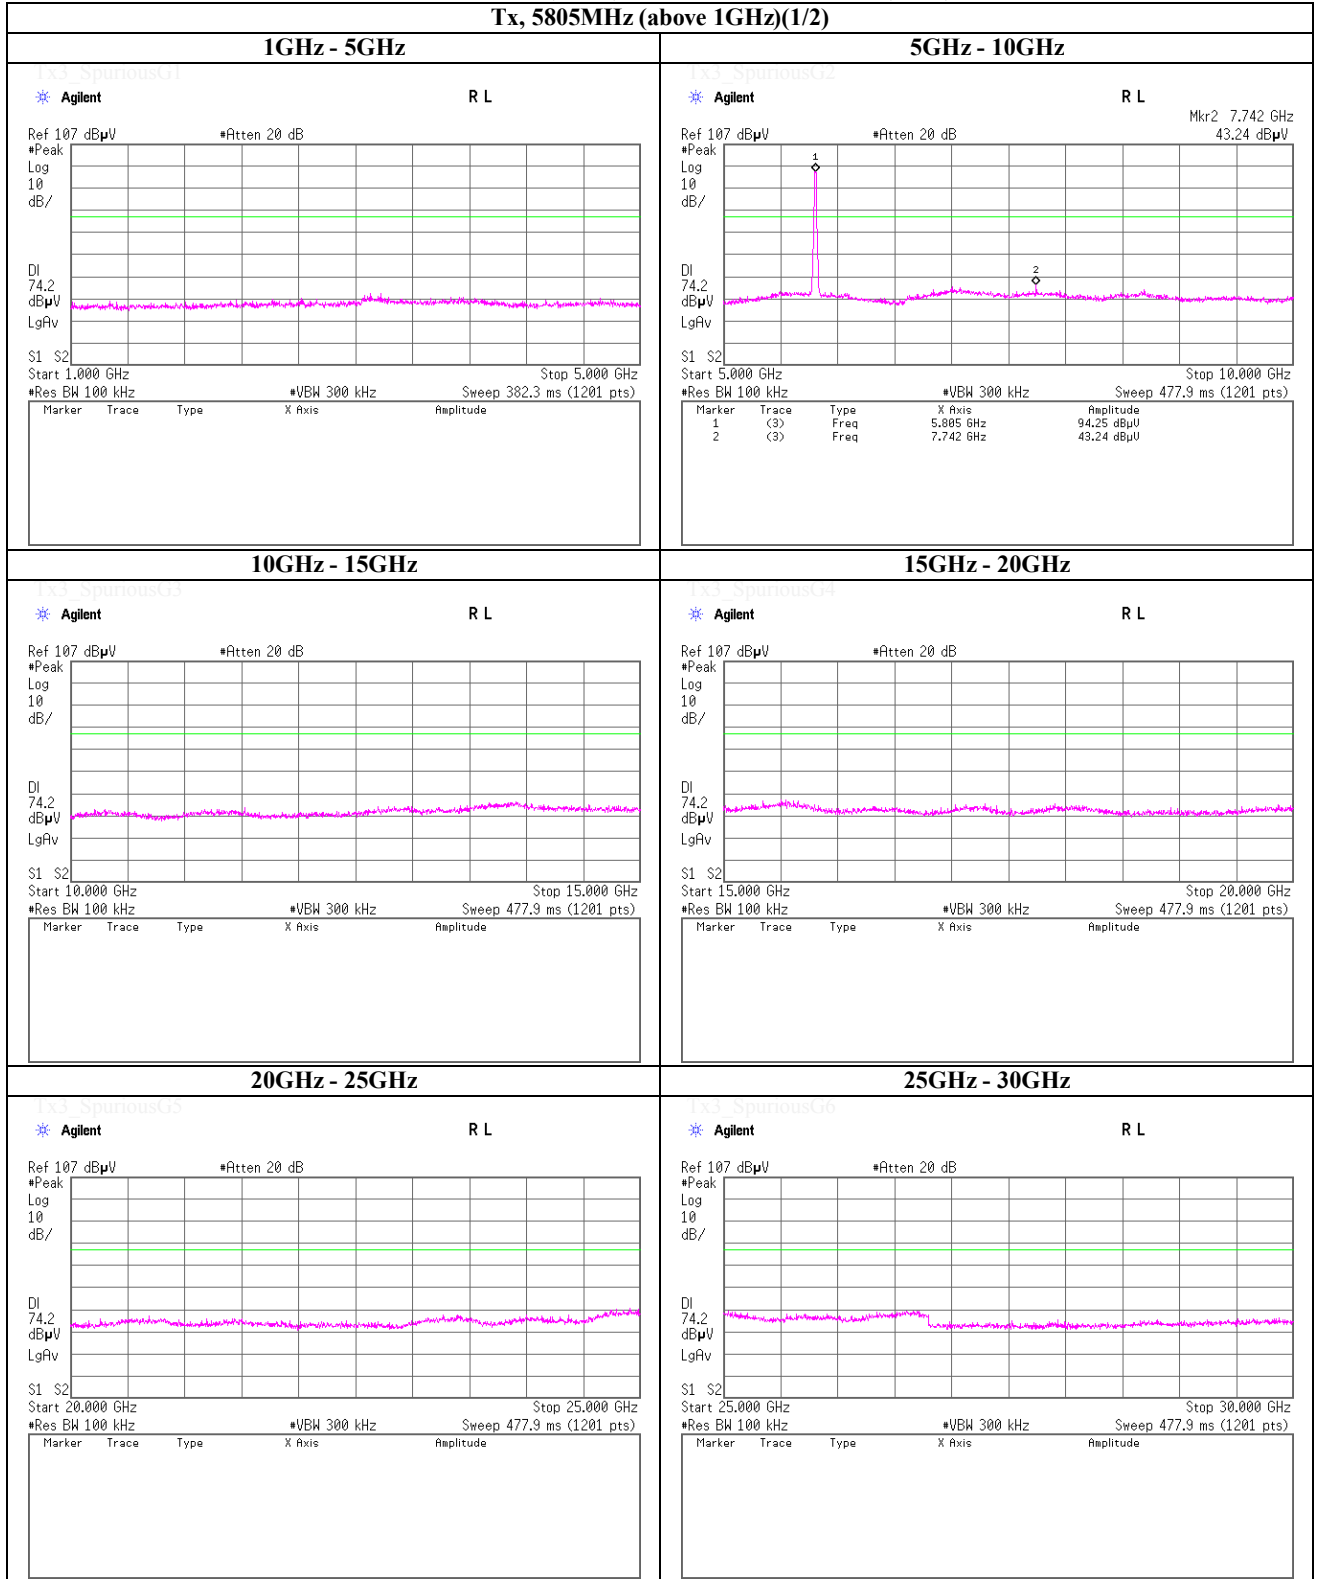 Tx, 5805MHz (above 1GHz)(1/2)
1GHz - 5GHz
Tx3_SpuriousG1
Agilent
R L
Ref 107 dBµV #Atten 20 dB
#Peak
Log
10
dB/
DI
74.2
dBµV
LgAv
S1 S2
Start 1.000 GHz Stop 5.000 GHz
#Res BW 100 kHz #VBW 300 kHz Sweep 382.3 ms (1201 pts)
Marker Trace Type X Axis Amplitude
5GHz - 10GHz
Tx3_SpuriousG2
Agilent
R L
Mkr2 7.742 GHz
Ref 107 dBµV #Atten 20 dB 43.24 dBµV
#Peak
Log
10
dB/
1
2
DI
74.2
dBµV
LgAv
S1 S2
Start 5.000 GHz Stop 10.000 GHz
#Res BW 100 kHz #VBW 300 kHz Sweep 477.9 ms (1201 pts)
Marker Trace Type X Axis Amplitude
1 (3) Freq 5.805 GHz 94.25 dBµV
2 (3) Freq 7.742 GHz 43.24 dBµV
10GHz - 15GHz
Tx3_SpuriousG3
Agilent
R L
Ref 107 dBµV #Atten 20 dB
#Peak
Log
10
dB/
DI
74.2
dBµV
LgAv
S1 S2
Start 10.000 GHz Stop 15.000 GHz
#Res BW 100 kHz #VBW 300 kHz Sweep 477.9 ms (1201 pts)
Marker Trace Type X Axis Amplitude
15GHz - 20GHz
Tx3_SpuriousG4
Agilent
R L
Ref 107 dBµV #Atten 20 dB
#Peak
Log
10
dB/
DI
74.2
dBµV
LgAv
S1 S2
Start 15.000 GHz Stop 20.000 GHz
#Res BW 100 kHz #VBW 300 kHz Sweep 477.9 ms (1201 pts)
Marker Trace Type X Axis Amplitude
20GHz - 25GHz
Tx3_SpuriousG5
Agilent
R L
Ref 107 dBµV #Atten 20 dB
#Peak
Log
10
dB/
DI
74.2
dBµV
LgAv
S1 S2
Start 20.000 GHz Stop 25.000 GHz
#Res BW 100 kHz #VBW 300 kHz Sweep 477.9 ms (1201 pts)
Marker Trace Type X Axis Amplitude
25GHz - 30GHz
Tx3_SpuriousG6
Agilent
R L
Ref 107 dBµV #Atten 20 dB
#Peak
Log
10
dB/
DI
74.2
dBµV
LgAv
S1 S2
Start 25.000 GHz Stop 30.000 GHz
#Res BW 100 kHz #VBW 300 kHz Sweep 477.9 ms (1201 pts)
Marker Trace Type X Axis Amplitude